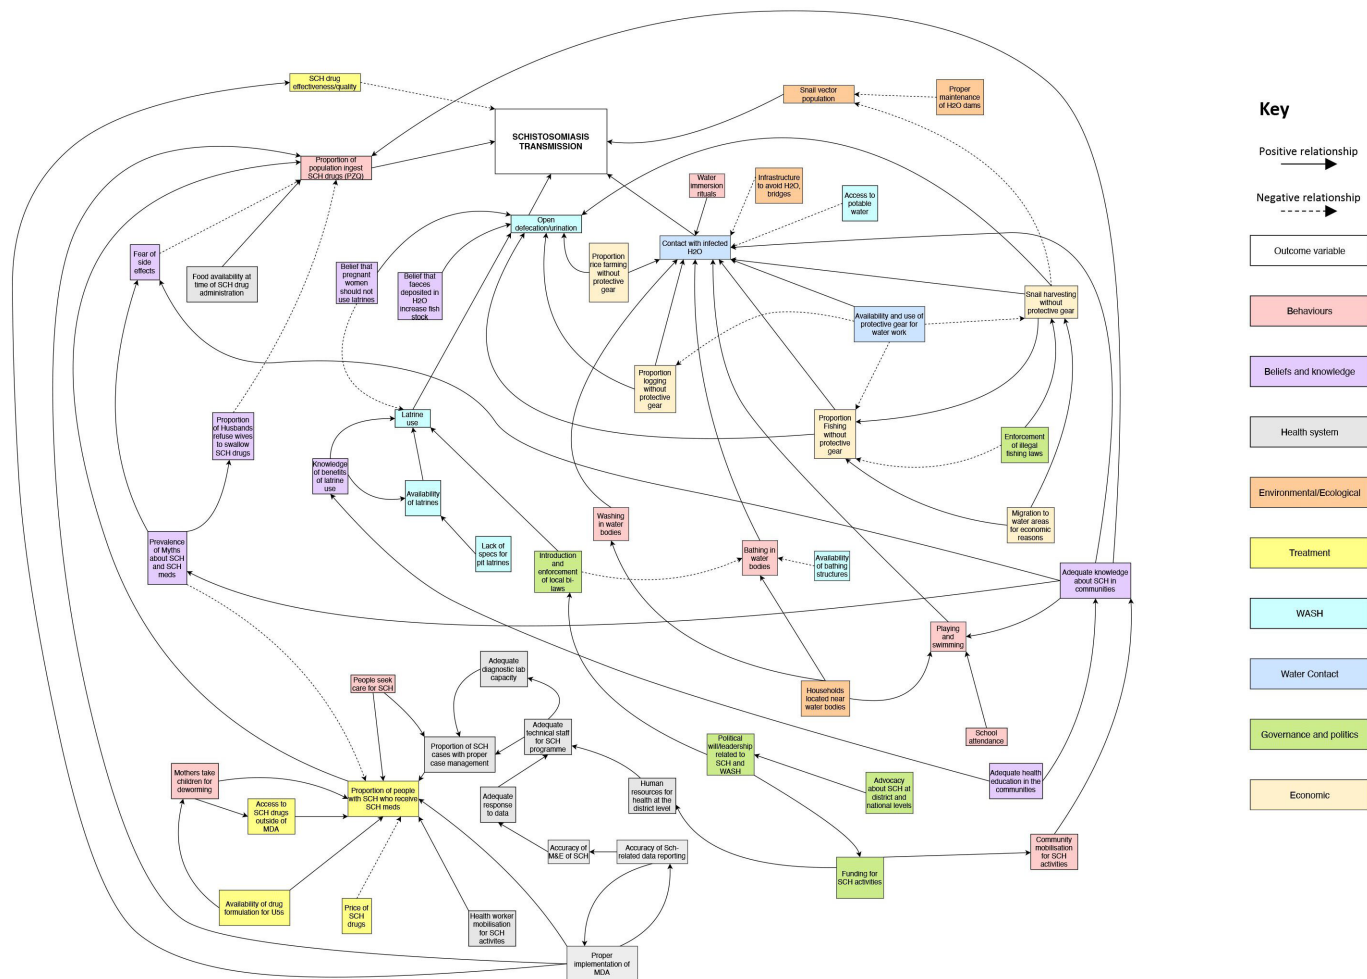 SCH drug
effectiveness/quality
Snail vector
population
Proper
maintenance
of H2O dams
Key
SCHISTOSOMIASIS
TRANSMISSION
Positive relationship
Negative relationship
Proportion of
population ingest
SCH drugs (PZQ)
Water
immersion
rituals
Infrastructure
to avoid H2O,
bridges
Access to
potable
water
Open
defecation/urination
Contact with infected
H2O
Outcome variable
Fear of
side
effects
Food availability at
time of SCH drug
administration
Belief that
pregnant
women
should not
use latrines
Belief that
faeces
deposited in
H2O
increase fish
stock
Proportion
rice farming
without
protective
gear
Snail harvesting
without
protective gear
Availability and use of
protective gear for
water work
Behaviours
Beliefs and knowledge
Proportion
logging
without
protective
gear
Proportion
of Husbands
refuse wives
to swallow
SCH drugs
Latrine
use
Proportion
Fishing
without
protective
gear
Enforcement
of illegal
fishing laws
Health system
Knowledge
of benefits
of latrine
use
Availability
of latrines
Washing
in water
bodies
Migration to
water areas
for economic
reasons
Environmental/Ecological
Prevalence
of Myths
about SCH
and SCH
meds
Lack of
specs for
pit latrines
Introduction
and
enforcement
of local bi-
laws
Bathing in
water
bodies
Availability
of bathing
structures
Adequate knowledge
about SCH in
communities
Treatment
WASH
Playing
and
swimming
Adequate
diagnostic lab
capacity
People seek
care for SCH
Households
located near
water bodies
Water Contact
Proportion of SCH
cases with proper
case management
Adequate
technical staff
for SCH
programme
Political
will/leadership
related to
SCH and
WASH
School
attendance
Governance and politics
Mothers take
children for
deworming
Proportion of people
with SCH who receive
SCH meds
Human
resources for
health at the
district level
Advocacy
about SCH at
district and
national levels
Adequate health
education in the
communities
Economic
Access to
SCH drugs
outside of
MDA
Adequate
response
to data
Accuracy of
M&E of SCH
Accuracy of Sch-
related data reporting
Community
mobilisation
for SCH
activities
Funding for
SCH activities
Availability of drug
formulation for U5s
Price of
SCH
drugs
Health worker
mobilisation
for SCH
activites
Proper
implementation of
MDA